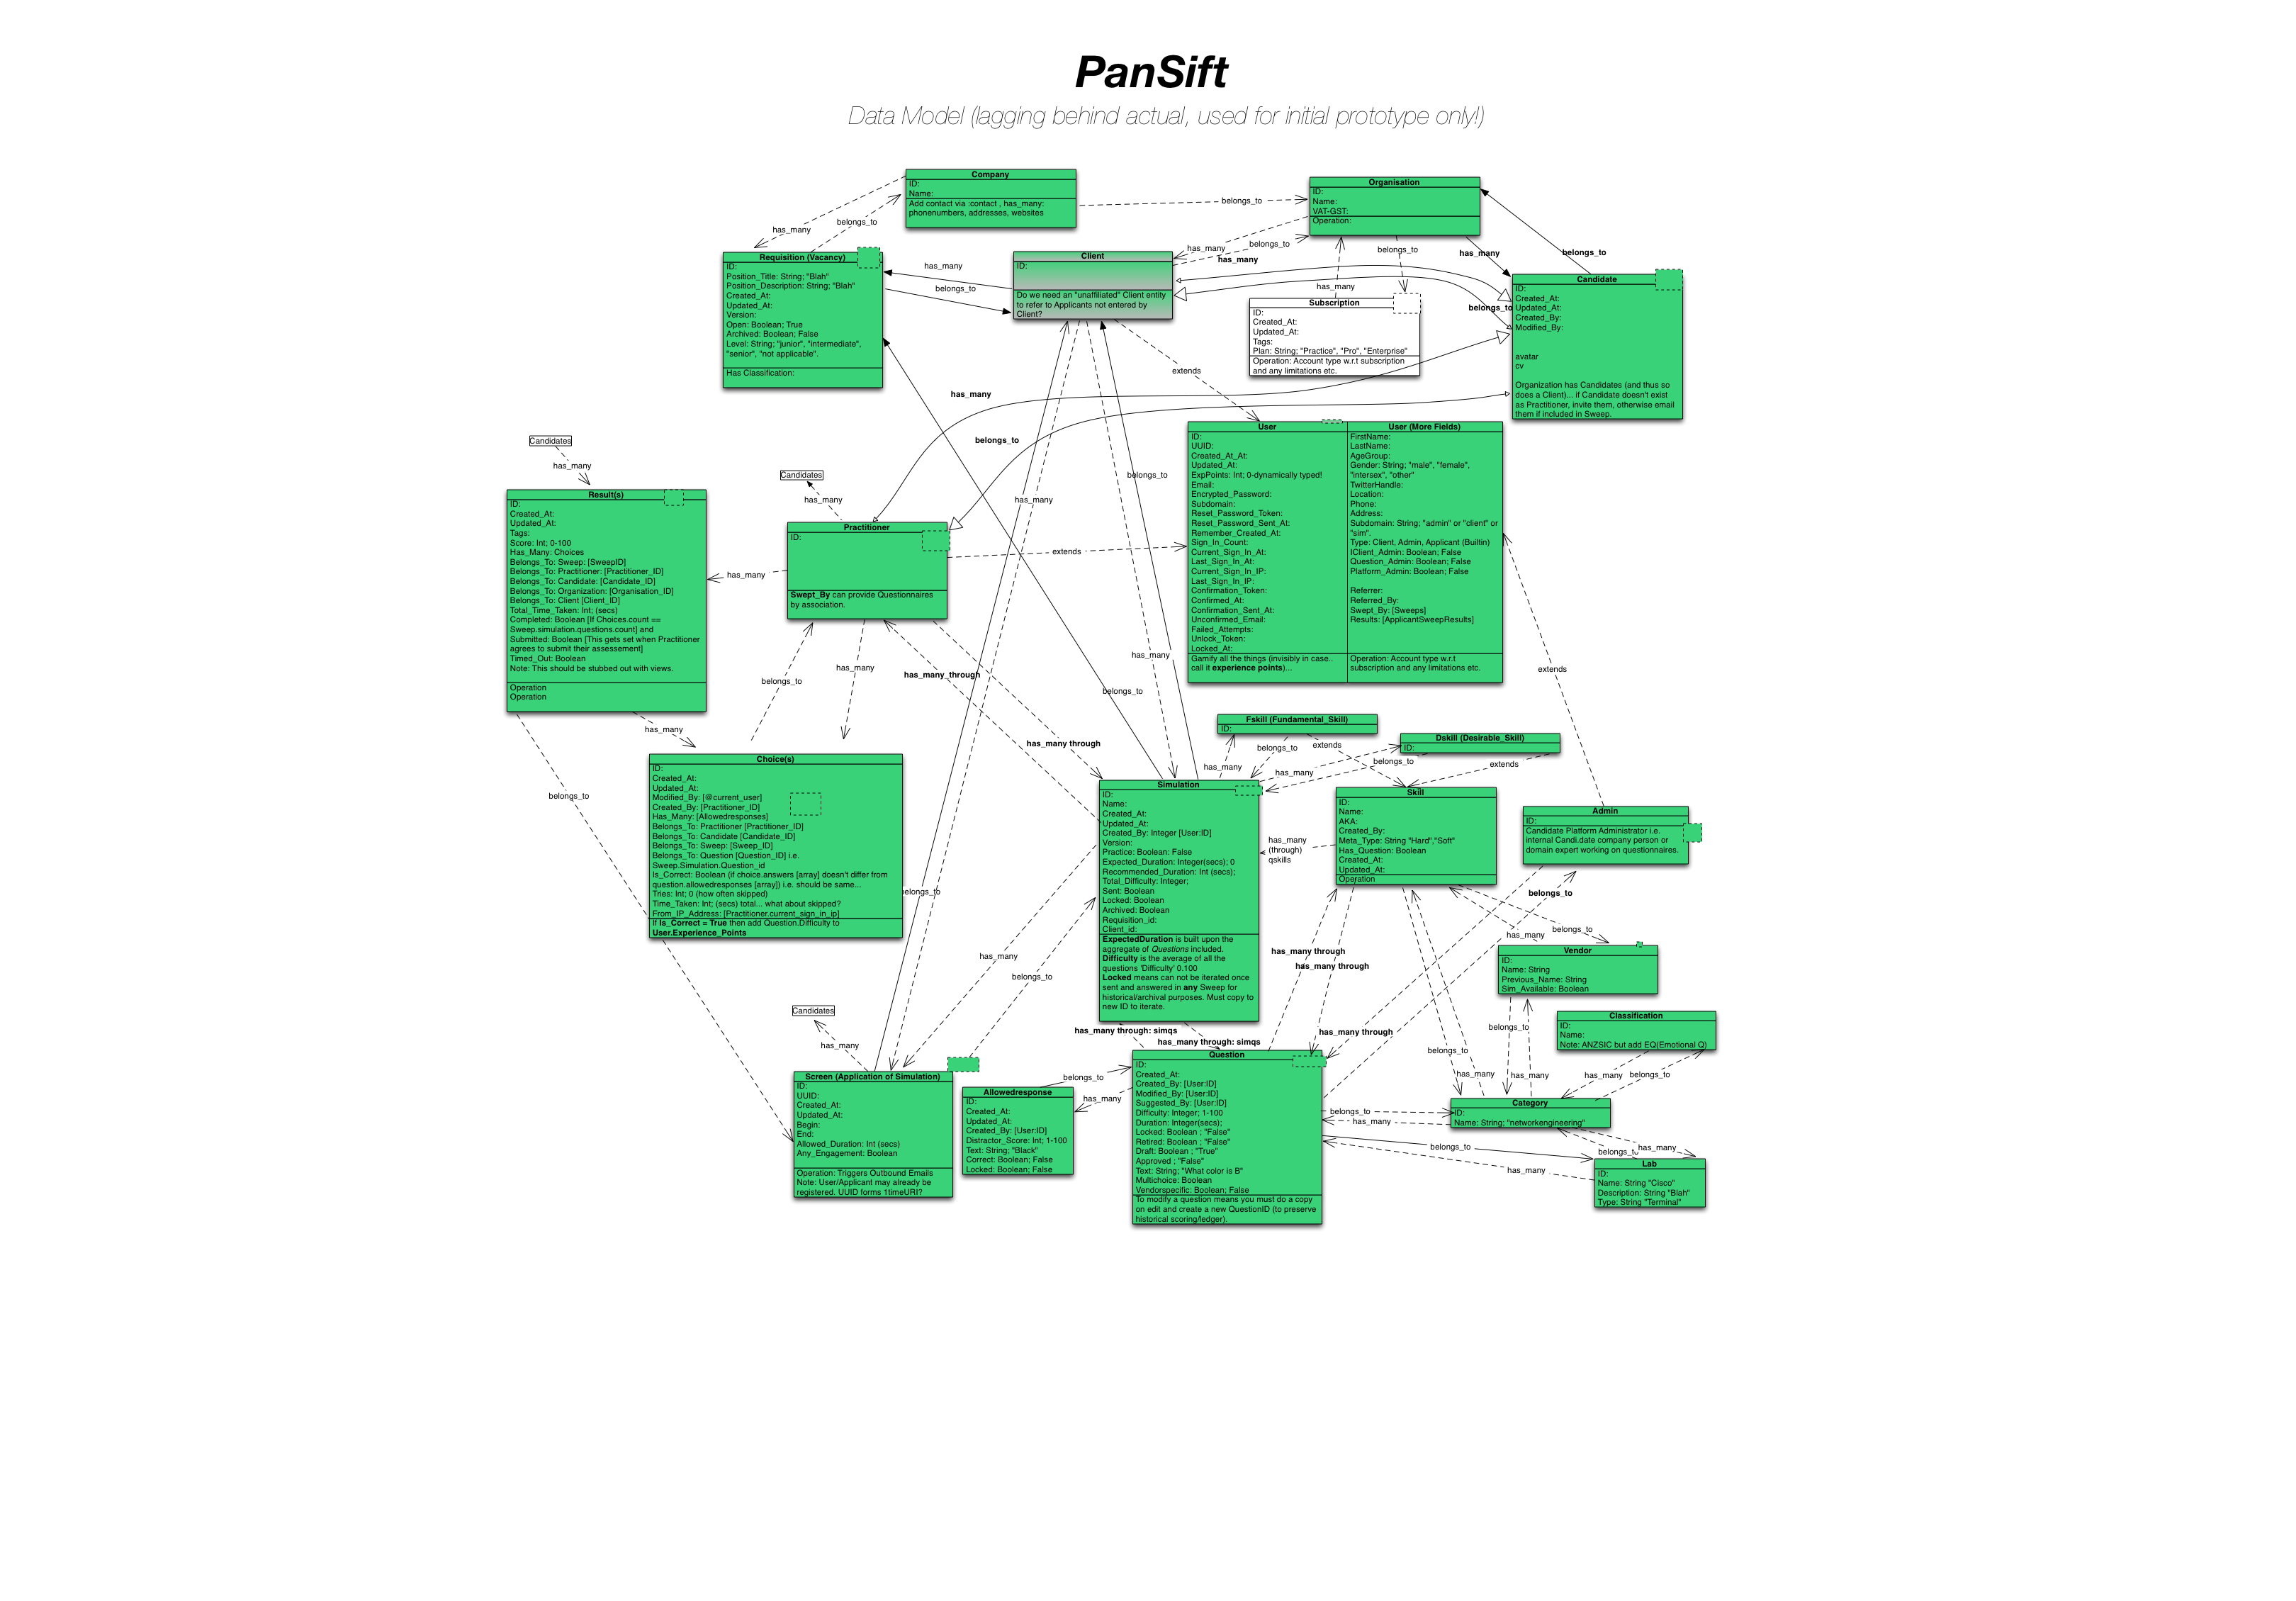 PanSift
Data Model (lagging behind actual, used for initial prototype only!)
Company
ID:
Name:
Add contact via :contact , has_many:
phonenumbers, addresses, websites
Organisation
ID:
Name:
VAT-GST:
Operation:
belongs_to
has_many
belongs_to
has_many
belongs_to
has_many
belongs_to
has_many
belongs_to
Requisition (Vacancy)
ID:
Position_Title: String; "Blah"
Position_Description: String; "Blah"
Created_At:
Updated_At:
Version:
Open: Boolean; True
Archived: Boolean; False
Level: String; "junior", "intermediate",
"senior", "not applicable".
Has Classification:
has_many
belongs_to
Client
ID:
Do we need an "unaffiliated" Client entity
to refer to Applicants not entered by
Client?
has_many
Subscription
ID:
Created_At:
Updated_At:
Tags:
Plan: String; "Practice", "Pro", "Enterprise"
Operation: Account type w.r.t subscription
and any limitations etc.
belongs_to
Candidate
ID:
Created_At:
Updated_At:
Created_By:
Modified_By:
avatar
cv
Organization has Candidates (and thus so
does a Client)... if Candidate doesn't exist
as Practitioner, invite them, otherwise email
them if included in Sweep.
extends
has_many
belongs_to
User
ID:
UUID:
Created_At_At:
Updated_At:
ExpPoints: Int; 0-dynamically typed!
Email:
Encrypted_Password:
Subdomain:
Reset_Password_Token:
Reset_Password_Sent_At:
Remember_Created_At:
Sign_In_Count:
Current_Sign_In_At:
Last_Sign_In_At:
Current_Sign_In_IP:
Last_Sign_In_IP:
Confirmation_Token:
Confirmed_At:
Confirmation_Sent_At:
Unconfirmed_Email:
Failed_Attempts:
Unlock_Token:
Locked_At:
Gamify all the things (invisibly in case..
call it experience points)...
User (More Fields)
FirstName:
LastName:
AgeGroup:
Gender: String; "male", "female",
"intersex", "other"
TwitterHandle:
Location:
Phone:
Address:
Subdomain: String; "admin" or "client" or
"sim".
Type: Client, Admin, Applicant (Builtin)
IClient_Admin: Boolean; False
Question_Admin: Boolean; False
Platform_Admin: Boolean; False
Referrer:
Referred_By:
Swept_By: [Sweeps]
Results: [ApplicantSweepResults]
Operation: Account type w.r.t
subscription and any limitations etc.
Candidates
has_many
Candidates
has_many
Result(s)
ID:
Created_At:
Updated_At:
Tags:
Score: Int; 0-100
Has_Many: Choices
Belongs_To: Sweep: [SweepID]
Belongs_To: Practitioner: [Practitioner_ID]
Belongs_To: Candidate: [Candidate_ID]
Belongs_To: Organization: [Organisation_ID]
Belongs_To: Client [Client_ID]
Total_Time_Taken: Int; (secs)
Completed: Boolean [If Choices.count ==
Sweep.simulation.questions.count] and
Submitted: Boolean [This gets set when Practitioner
agrees to submit their assessement]
Timed_Out: Boolean
Note: This should be stubbed out with views.
Operation
Operation
Practitioner
ID:
Swept_By can provide Questionnaires
by association.
has_many
extends
belongs_to
has_many
has_many
belongs_to
has_many
has_many_through
belongs_to
has_many through
extends
has_many
belongs_to
Choice(s)
ID:
Created_At:
Updated_At:
Modified_By: [@current_user]
Created_By: [Practitioner_ID]
Has_Many: [Allowedresponses]
Belongs_To: Practitioner [Practitioner_ID]
Belongs_To: Candidate [Candidate_ID]
Belongs_To: Sweep: [Sweep_ID]
Belongs_To: Question [Question_ID] i.e.
Sweep.Simulation.Question_id
Is_Correct: Boolean (if choice.answers [array] doesn't differ from
question.allowedresponses [array]) i.e. should be same...
Tries: Int; 0 (how often skipped)
Time_Taken: Int; (secs) total... what about skipped?
From_IP_Address: [Practitioner.current_sign_in_ip]
If Is_Correct = True then add Question.Difficulty to
User.Experience_Points
belongs_to
Fskill (Fundamental_Skill)
ID:
Dskill (Desirable_Skill)
ID:
belongs_to
extends
has_many
has_many
belongs_to
extends
Simulation
ID:
Name:
Created_At:
Updated_At:
Created_By: Integer [User:ID]
Version:
Practice: Boolean: False
Expected_Duration: Integer(secs); 0
Recommended_Duration: Int (secs);
Total_Difficulty: Integer;
Sent: Boolean
Locked: Boolean
Archived: Boolean
Requisition_id:
Client_id:
ExpectedDuration is built upon the
aggregate of Questions included.
Difficulty is the average of all the
questions 'Difficulty' 0.100
Locked means can not be iterated once
sent and answered in any Sweep for
historical/archival purposes. Must copy to
new ID to iterate.
has_many
(through)
qskills
Skill
ID:
Name:
AKA:
Created_By:
Meta_Type: String "Hard","Soft"
Has_Question: Boolean
Created_At:
Updated_At:
Operation
Admin
ID:
Candidate Platform Administrator i.e.
internal Candi.date company person or
domain expert working on questionnaires.
belongs_to
belongs_to
has_many
has_many through
has_many through
has_many
belongs_to
Vendor
ID:
Name: String
Previous_Name: String
Sim_Available: Boolean
Candidates
has_many
has_many through: simqs
has_many through: simqs
has_many through
belongs_to
belongs_to
has_many
has_many
Classification
ID:
Name:
Note: ANZSIC but add EQ(Emotional Q)
has_many
belongs_to
Screen (Application of Simulation)
ID:
UUID:
Created_At:
Updated_At:
Begin:
End:
Allowed_Duration: Int (secs)
Any_Engagement: Boolean
Operation: Triggers Outbound Emails
Note: User/Applicant may already be
registered. UUID forms 1timeURI?
belongs_to
has_many
Allowedresponse
ID:
Created_At:
Updated_At:
Created_By: [User:ID]
Distractor_Score: Int; 1-100
Text: String; "Black"
Correct: Boolean; False
Locked: Boolean; False
Question
ID:
Created_At:
Created_By: [User:ID]
Modified_By: [User:ID]
Suggested_By: [User:ID]
Difficulty: Integer; 1-100
Duration: Integer(secs);
Locked: Boolean ; "False"
Retired: Boolean ; "False"
Draft: Boolean ; "True"
Approved ; "False"
Text: String; "What color is B"
Multichoice: Boolean
Vendorspecific: Boolean; False
To modify a question means you must do a copy
on edit and create a new QuestionID (to preserve
historical scoring/ledger).
belongs_to
has_many
Category
ID:
Name: String; "networkengineering"
belongs_to
has_many
belongs_to
has_many
Lab
ID:
Name: String "Cisco"
Description: String "Blah"
Type: String "Terminal"